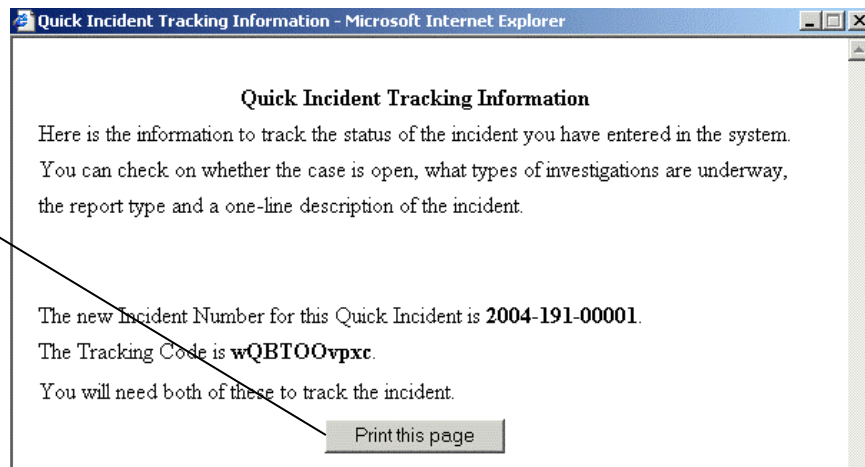 Quick Incident Tracking Information - Microsoft Internet Explorer
Quick Incident Tracking Information
Here is the information to track the status of the incident you have entered in the system.
You can check on whether the case is open, what types of investigations are underway,
the report type and a one-line description of the incident.
The new Incident Number for this Quick Incident is 2004-191-00001.
The Tracking Code is wQBTOOvpxc.
You will need both of these to track the incident.
Print this page